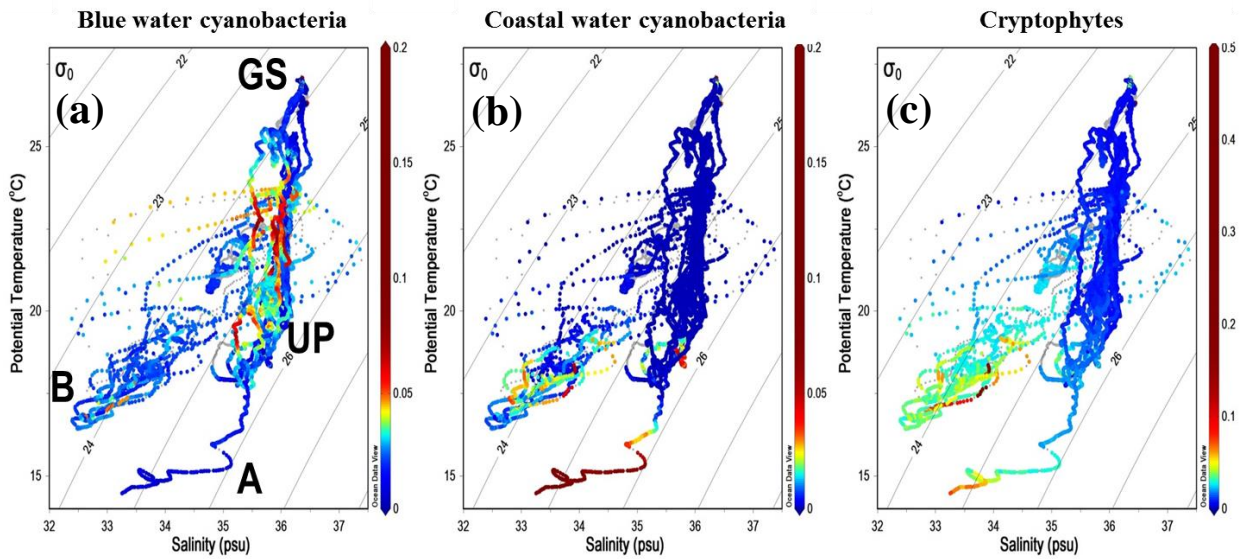 Blue water cyanobacteria
Coastal water cyanobacteria
Cryptophytes
σ0
(a)
GS
UP
B
A
22
23
24
25
26
25
20
15
Potential Temperature (°C)
32 33 34 35 36 37
Salinity (psu)
0.2
0.15
0.1
0.05
0
Ocean Data View
σ0
(b)
22
23
24
25
26
25
20
15
Potential Temperature (°C)
32 33 34 35 36 37
Salinity (psu)
0.2
0.15
0.1
0.05
0
Ocean Data View
σ0
(c)
22
23
24
25
26
25
20
15
Potential Temperature (°C)
32 33 34 35 36 37
Salinity (psu)
0.5
0.4
0.3
0.2
0.1
0
Ocean Data View